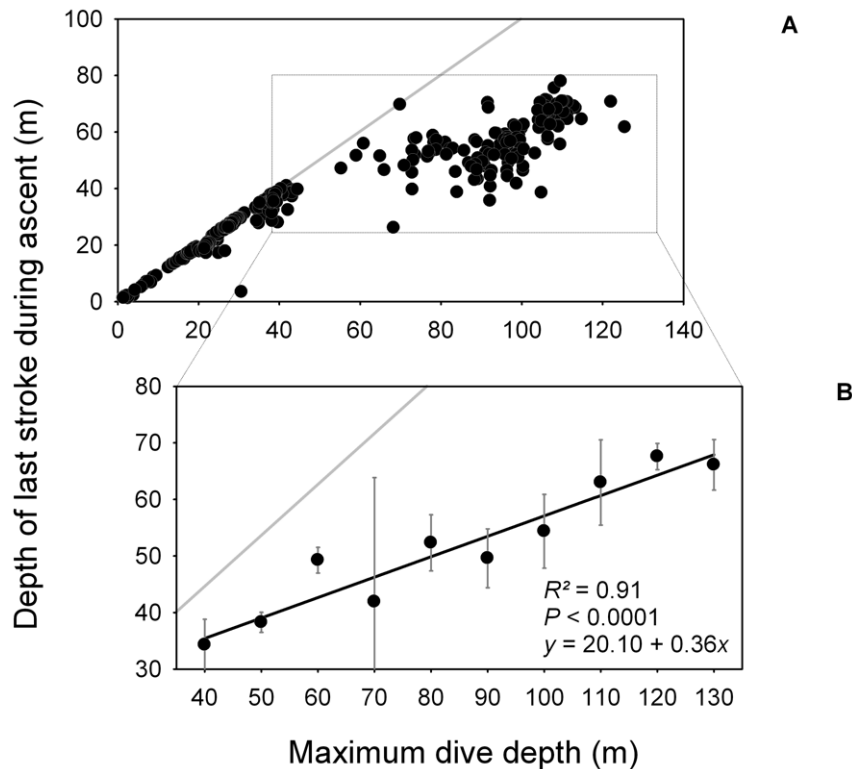 A
Depth of last stroke during ascent (m)
100
80
60
40
20
0
0 20 40 60 80 100 120 140
B
80
70
60
50
40
30
R² = 0.91
P < 0.0001
y = 20.10 + 0.36x
40 50 60 70 80 90 100 110 120 130
Maximum dive depth (m)